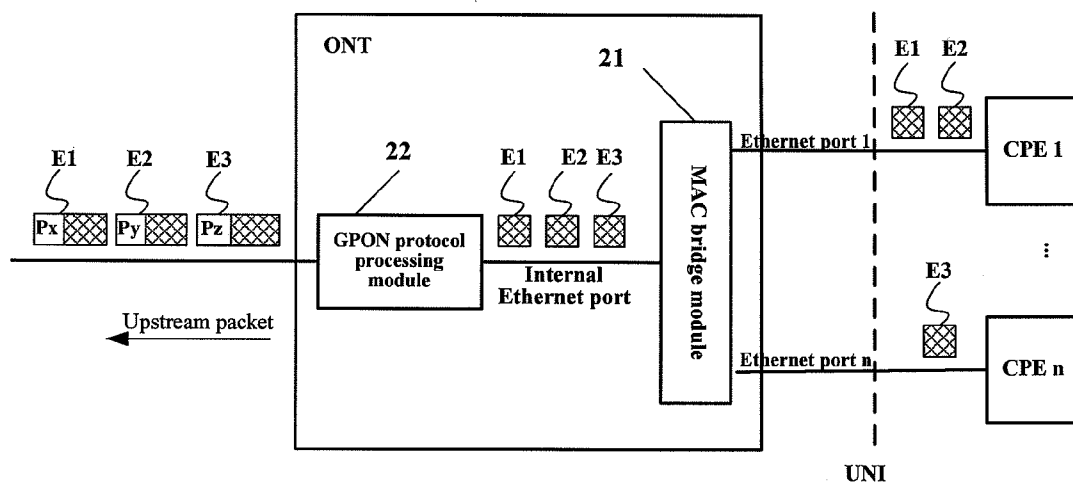 ONT
21
E1 E2
Ethernet port 1
CPE 1
E1 E2 E3
22
E1 E2 E3
Px Py Pz
GPON protocol
processing
module
MAC bridge module
Internal
Ethernet port
...
E3
Upstream packet
Ethernet port n
CPE n
UNI